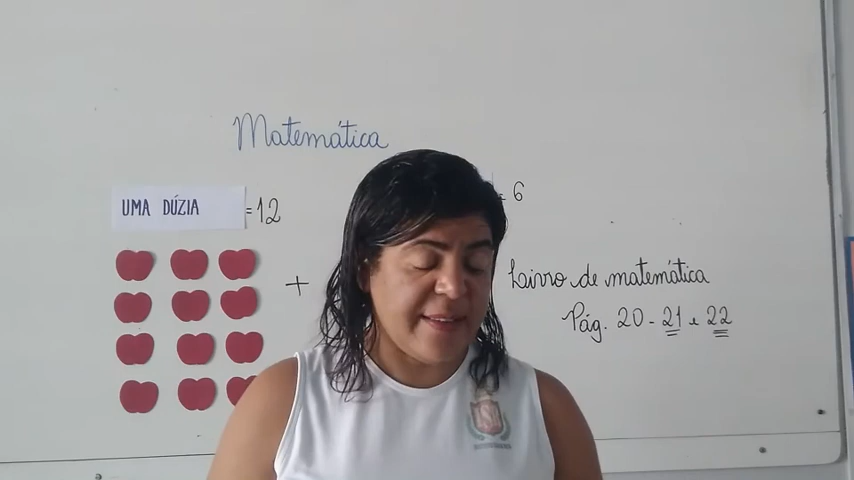 Matemática
UMA DÚZIA =12
= 6
+
Livro de matemática
Pág. 20 - 21 e 22